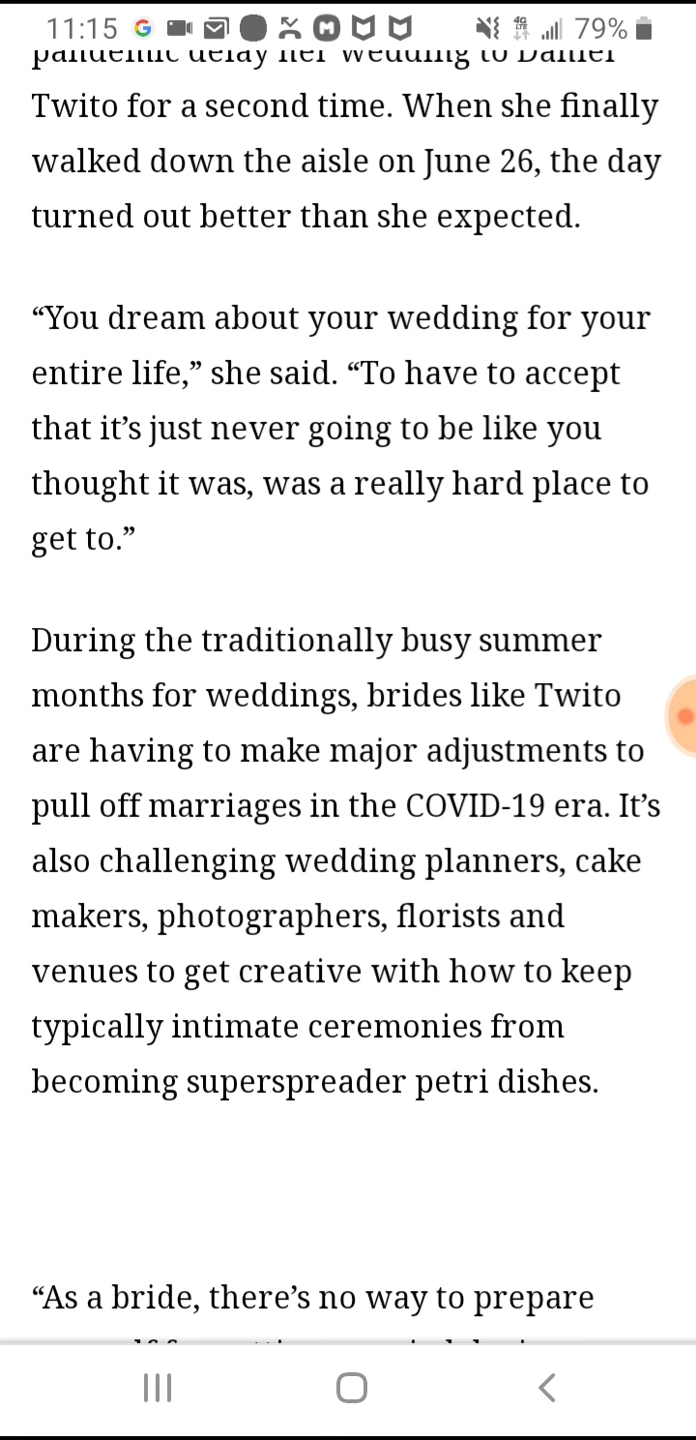 11:15 79%
pandemic delay her wedding to Daniel
Twito for a second time. When she finally
walked down the aisle on June 26, the day
turned out better than she expected.
“You dream about your wedding for your
entire life,” she said. “To have to accept
that it’s just never going to be like you
thought it was, was a really hard place to
get to.”
During the traditionally busy summer
months for weddings, brides like Twito
are having to make major adjustments to
pull off marriages in the COVID-19 era. It’s
also challenging wedding planners, cake
makers, photographers, florists and
venues to get creative with how to keep
typically intimate ceremonies from
becoming superspreader petri dishes.
“As a bride, there’s no way to prepare